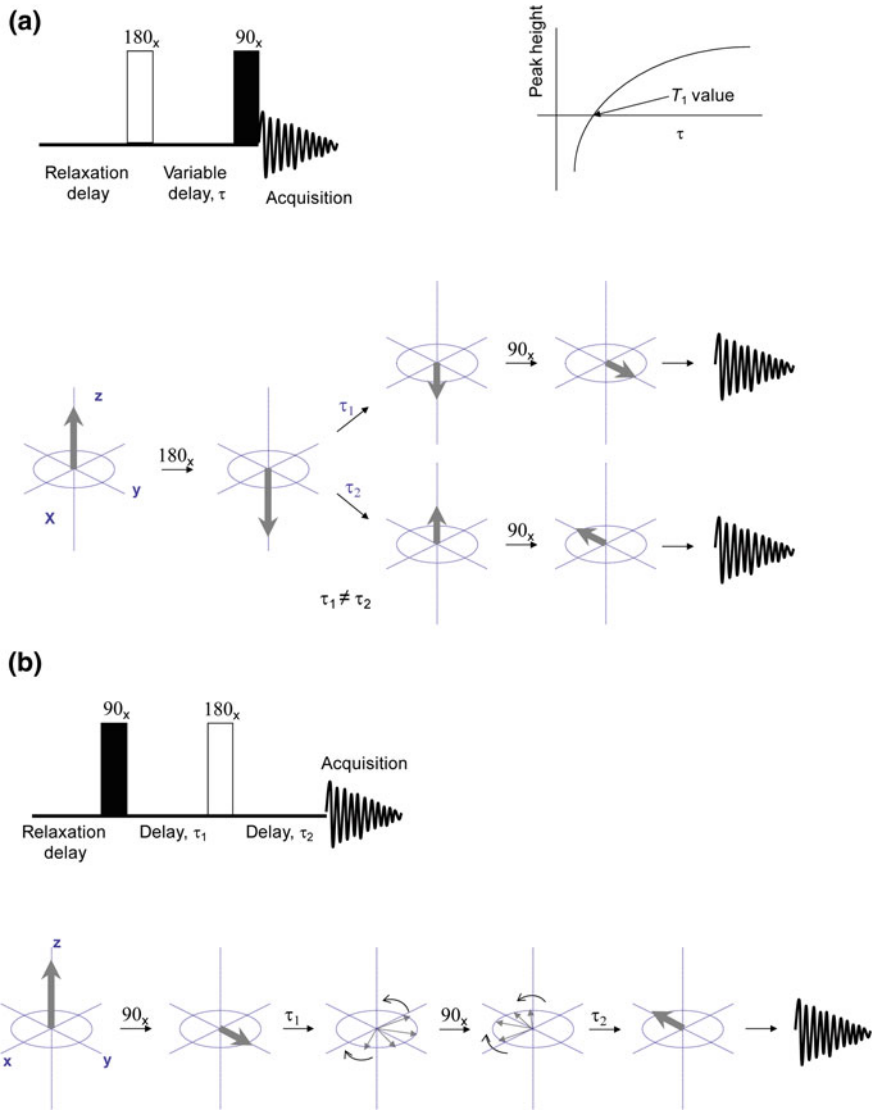 (a)
180x
90x
Relaxation
delay
Variable
delay, τ
Acquisition
Peak height
T1 value
τ
z
y
X
180x
τ1
τ2
90x
90x
τ1 ≠ τ2
(b)
90x
180x
Acquisition
Relaxation
delay
Delay, τ1
Delay, τ2
z
x
y
90x
τ1
90x
τ2